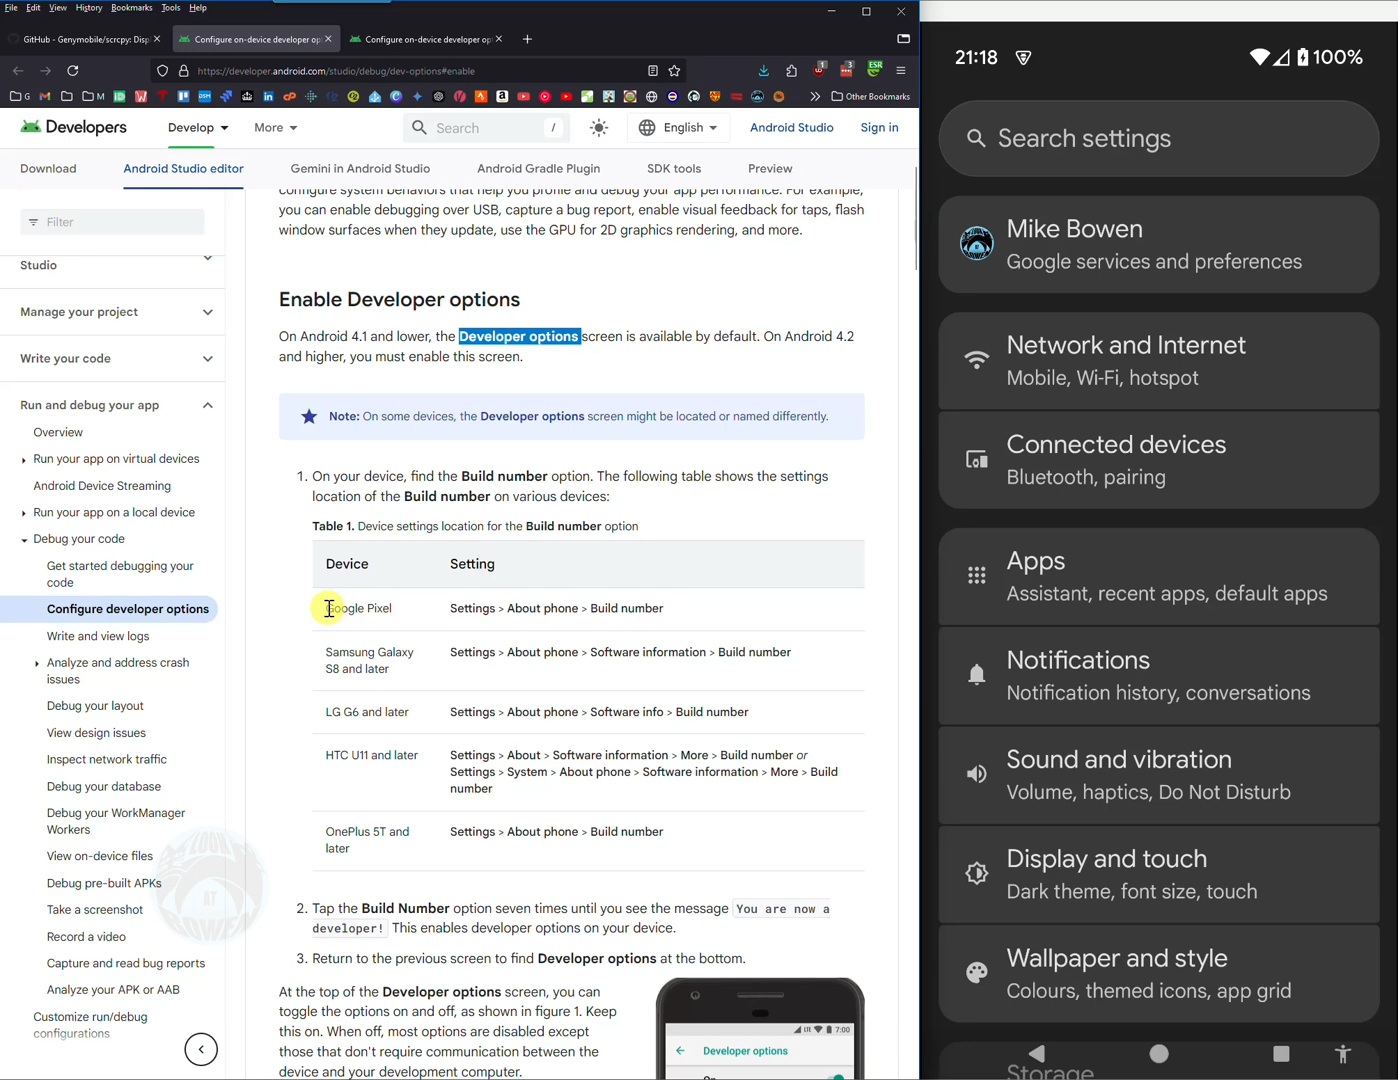 File Edit View History Bookmarks Tools Help
GitHub - Genymobile/scrcpy: Disp
Configure on-device developer op
Configure on-device developer op
https://developer.android.com/studio/debug/dev-options#enable
Other Bookmarks
Developers
Develop
More
Search /
English
Android Studio
Sign in
Download
Android Studio editor
Gemini in Android Studio
Android Gradle Plugin
SDK tools
Preview
Filter
Studio
Manage your project
Write your code
Run and debug your app
Overview
Run your app on virtual devices
Android Device Streaming
Run your app on a local device
Debug your code
Get started debugging your
code
Configure developer options
Write and view logs
Analyze and address crash
issues
Debug your layout
View design issues
Inspect network traffic
Debug your database
Debug your WorkManager
Workers
View on-device files
Debug pre-built APKs
Take a screenshot
Record a video
Capture and read bug reports
Analyze your APK or AAB
Customize run/debug
configurations
configure system behaviors that help you profile and debug your app performance. For example,
you can enable debugging over USB, capture a bug report, enable visual feedback for taps, flash
window surfaces when they update, use the GPU for 2D graphics rendering, and more.
Enable Developer options
On Android 4.1 and lower, the Developer options screen is available by default. On Android 4.2
and higher, you must enable this screen.
Note: On some devices, the Developer options screen might be located or named differently.
1. On your device, find the Build number option. The following table shows the settings
location of the Build number on various devices:
Table 1. Device settings location for the Build number option
Device Setting
Google Pixel Settings > About phone > Build number
Samsung Galaxy
S8 and later
Settings > About phone > Software information > Build number
LG G6 and later Settings > About phone > Software info > Build number
HTC U11 and later Settings > About > Software information > More > Build number or
Settings > System > About phone > Software information > More > Build
number
OnePlus 5T and
later
Settings > About phone > Build number
2. Tap the Build Number option seven times until you see the message You are now a
developer! This enables developer options on your device.
3. Return to the previous screen to find Developer options at the bottom.
At the top of the Developer options screen, you can
toggle the options on and off, as shown in figure 1. Keep
this on. When off, most options are disabled except
those that don't require communication between the
device and your development computer.
LTE 7:00
Developer options
On
21:18
100%
Search settings
Mike Bowen
Google services and preferences
Network and Internet
Mobile, Wi-Fi, hotspot
Connected devices
Bluetooth, pairing
Apps
Assistant, recent apps, default apps
Notifications
Notification history, conversations
Sound and vibration
Volume, haptics, Do Not Disturb
Display and touch
Dark theme, font size, touch
Wallpaper and style
Colours, themed icons, app grid
Storage